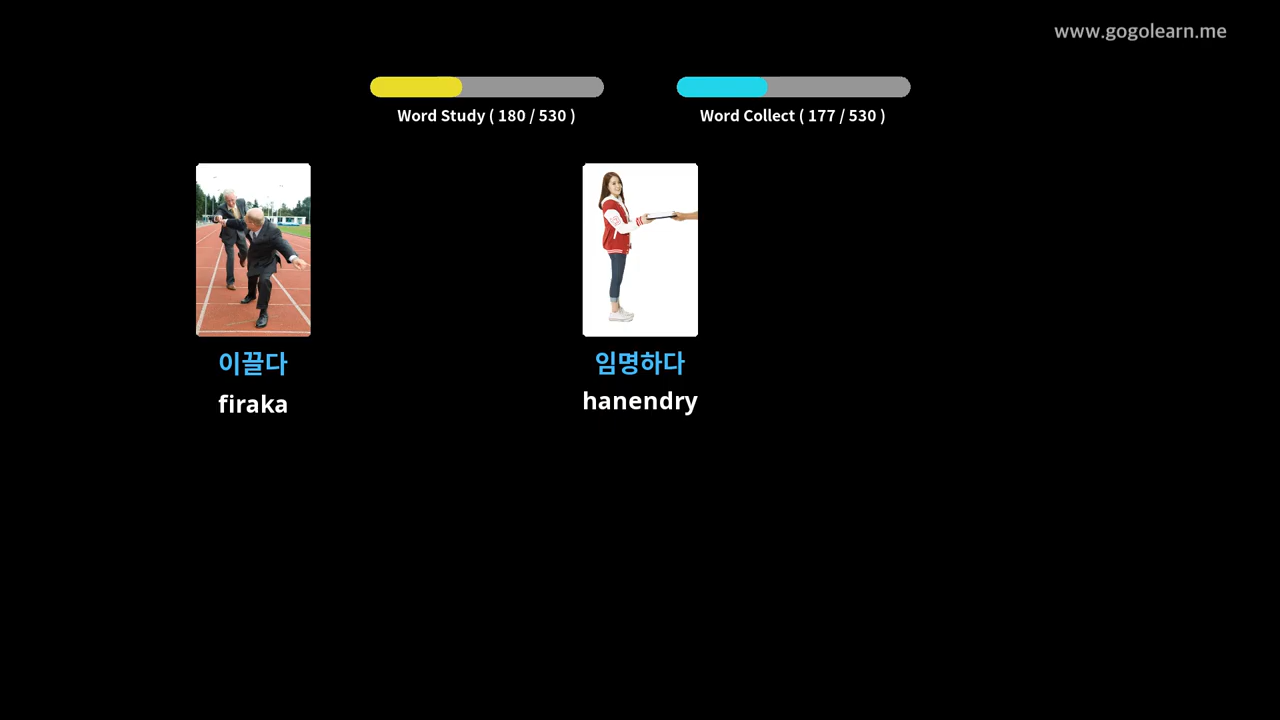 www.gogolearn.me
Word Study ( 180 / 530 )
Word Collect ( 177 / 530 )
이끌다
firaka
임명하다
hanendry